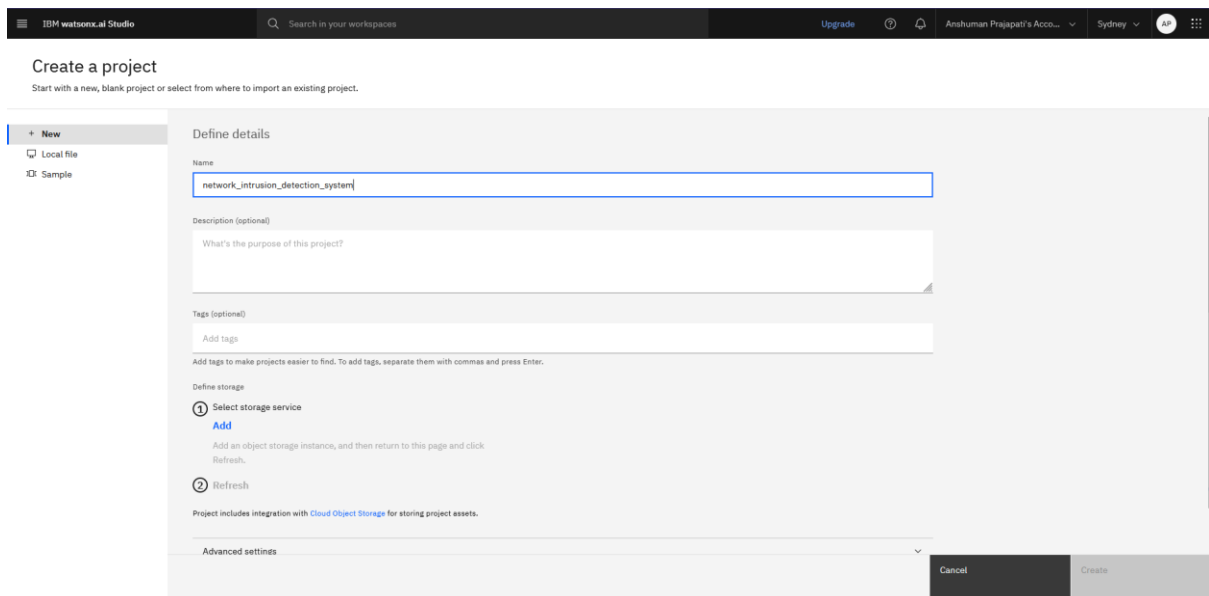 IBM watsonx.ai Studio
Search in your workspaces
Upgrade
Anshuman Prajapati's Acco...
Sydney
AP
Create a project
Start with a new, blank project or select from where to import an existing project.
+ New
Local file
Sample
Define details
Name
network_intrusion_detection_system
Description (optional)
What's the purpose of this project?
Tags (optional)
Add tags
Add tags to make projects easier to find. To add tags, separate them with commas and press Enter.
Define storage
1 Select storage service
Add
Add an object storage instance, and then return to this page and click
Refresh.
2 Refresh
Project includes integration with Cloud Object Storage for storing project assets.
Advanced settings
Cancel
Create